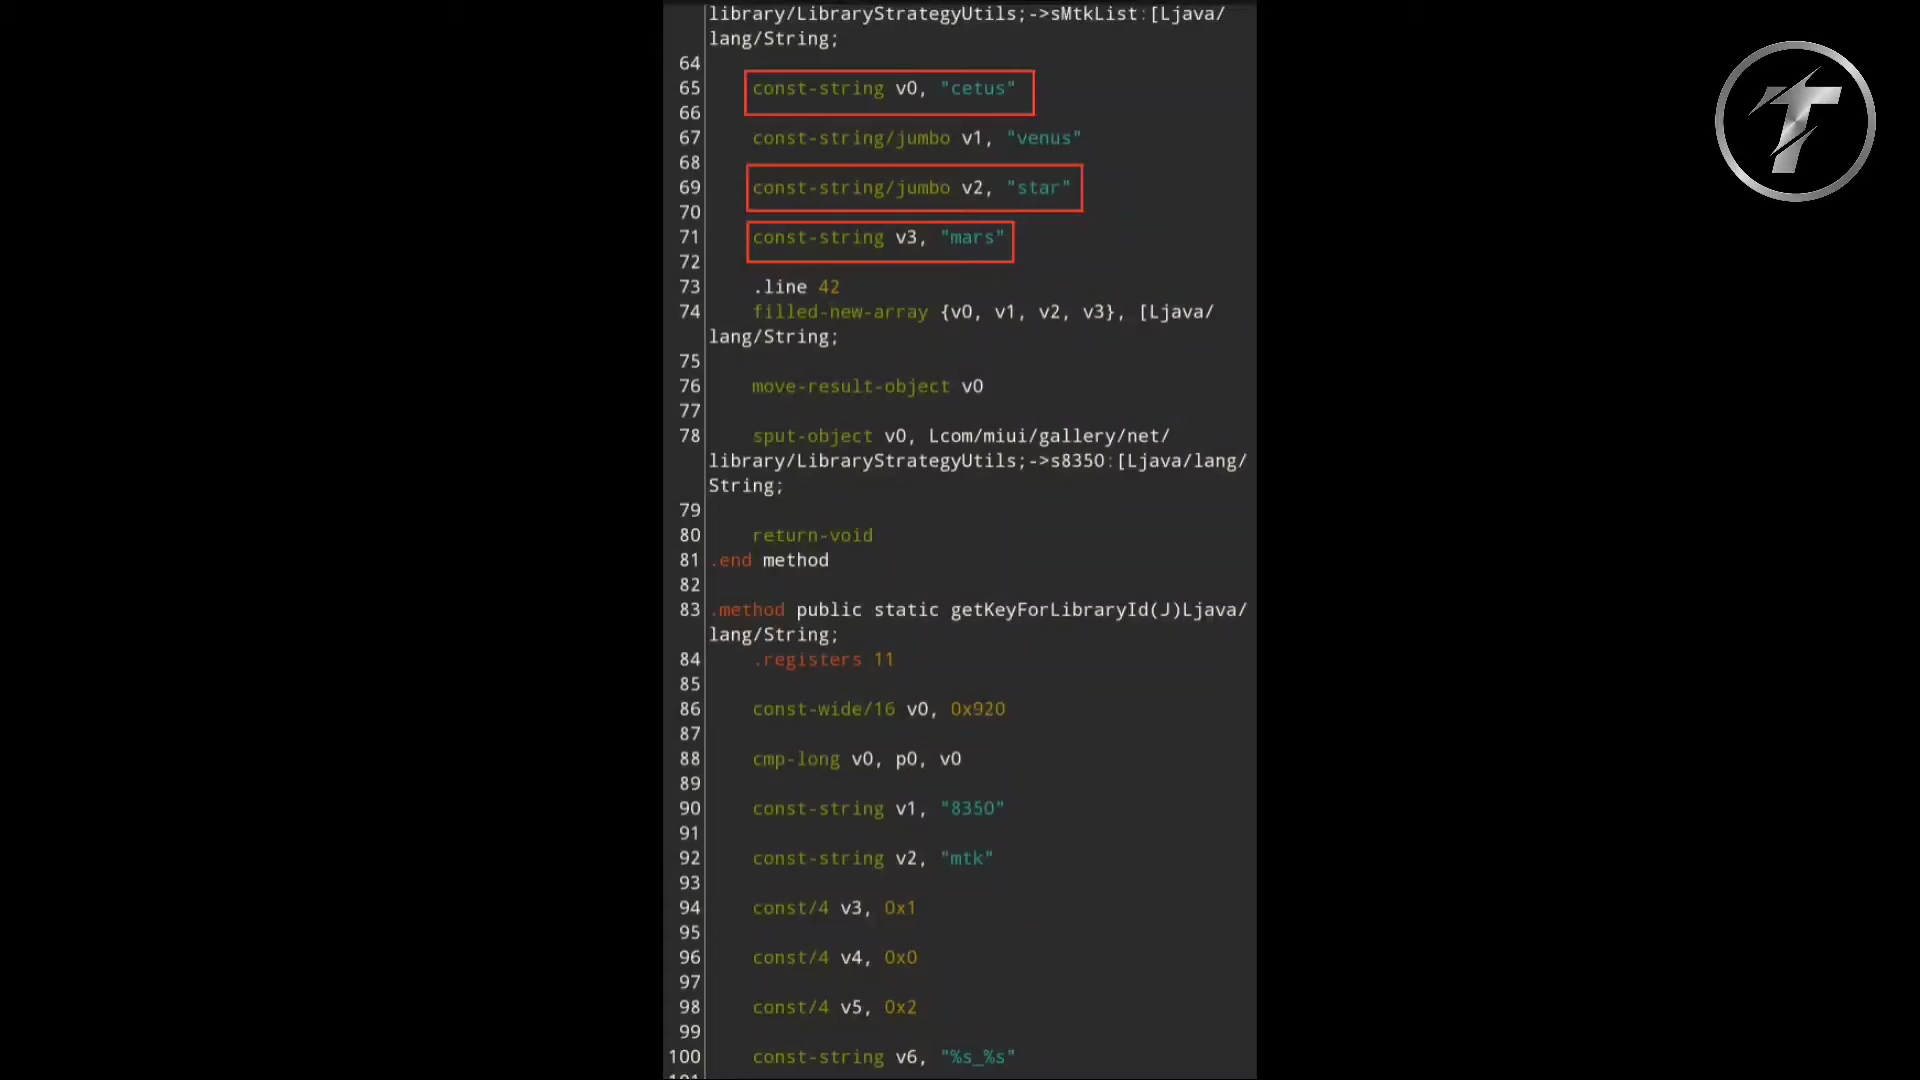 library/LibraryStrategyUtils;->sMtkList:[Ljava/
lang/String;
64
65 const-string v0, "cetus"
66
67 const-string/jumbo v1, "venus"
68
69 const-string/jumbo v2, "star"
70
71 const-string v3, "mars"
72
73 .line 42
74 filled-new-array {v0, v1, v2, v3}, [Ljava/
lang/String;
75
76 move-result-object v0
77
78 sput-object v0, Lcom/miui/gallery/net/
library/LibraryStrategyUtils;->s8350:[Ljava/lang/
String;
79
80 return-void
81 .end method
82
83 .method public static getKeyForLibraryId(J)Ljava/
lang/String;
84 .registers 11
85
86 const-wide/16 v0, 0x920
87
88 cmp-long v0, p0, v0
89
90 const-string v1, "8350"
91
92 const-string v2, "mtk"
93
94 const/4 v3, 0x1
95
96 const/4 v4, 0x0
97
98 const/4 v5, 0x2
99
100 const-string v6, "%s_%s"
T